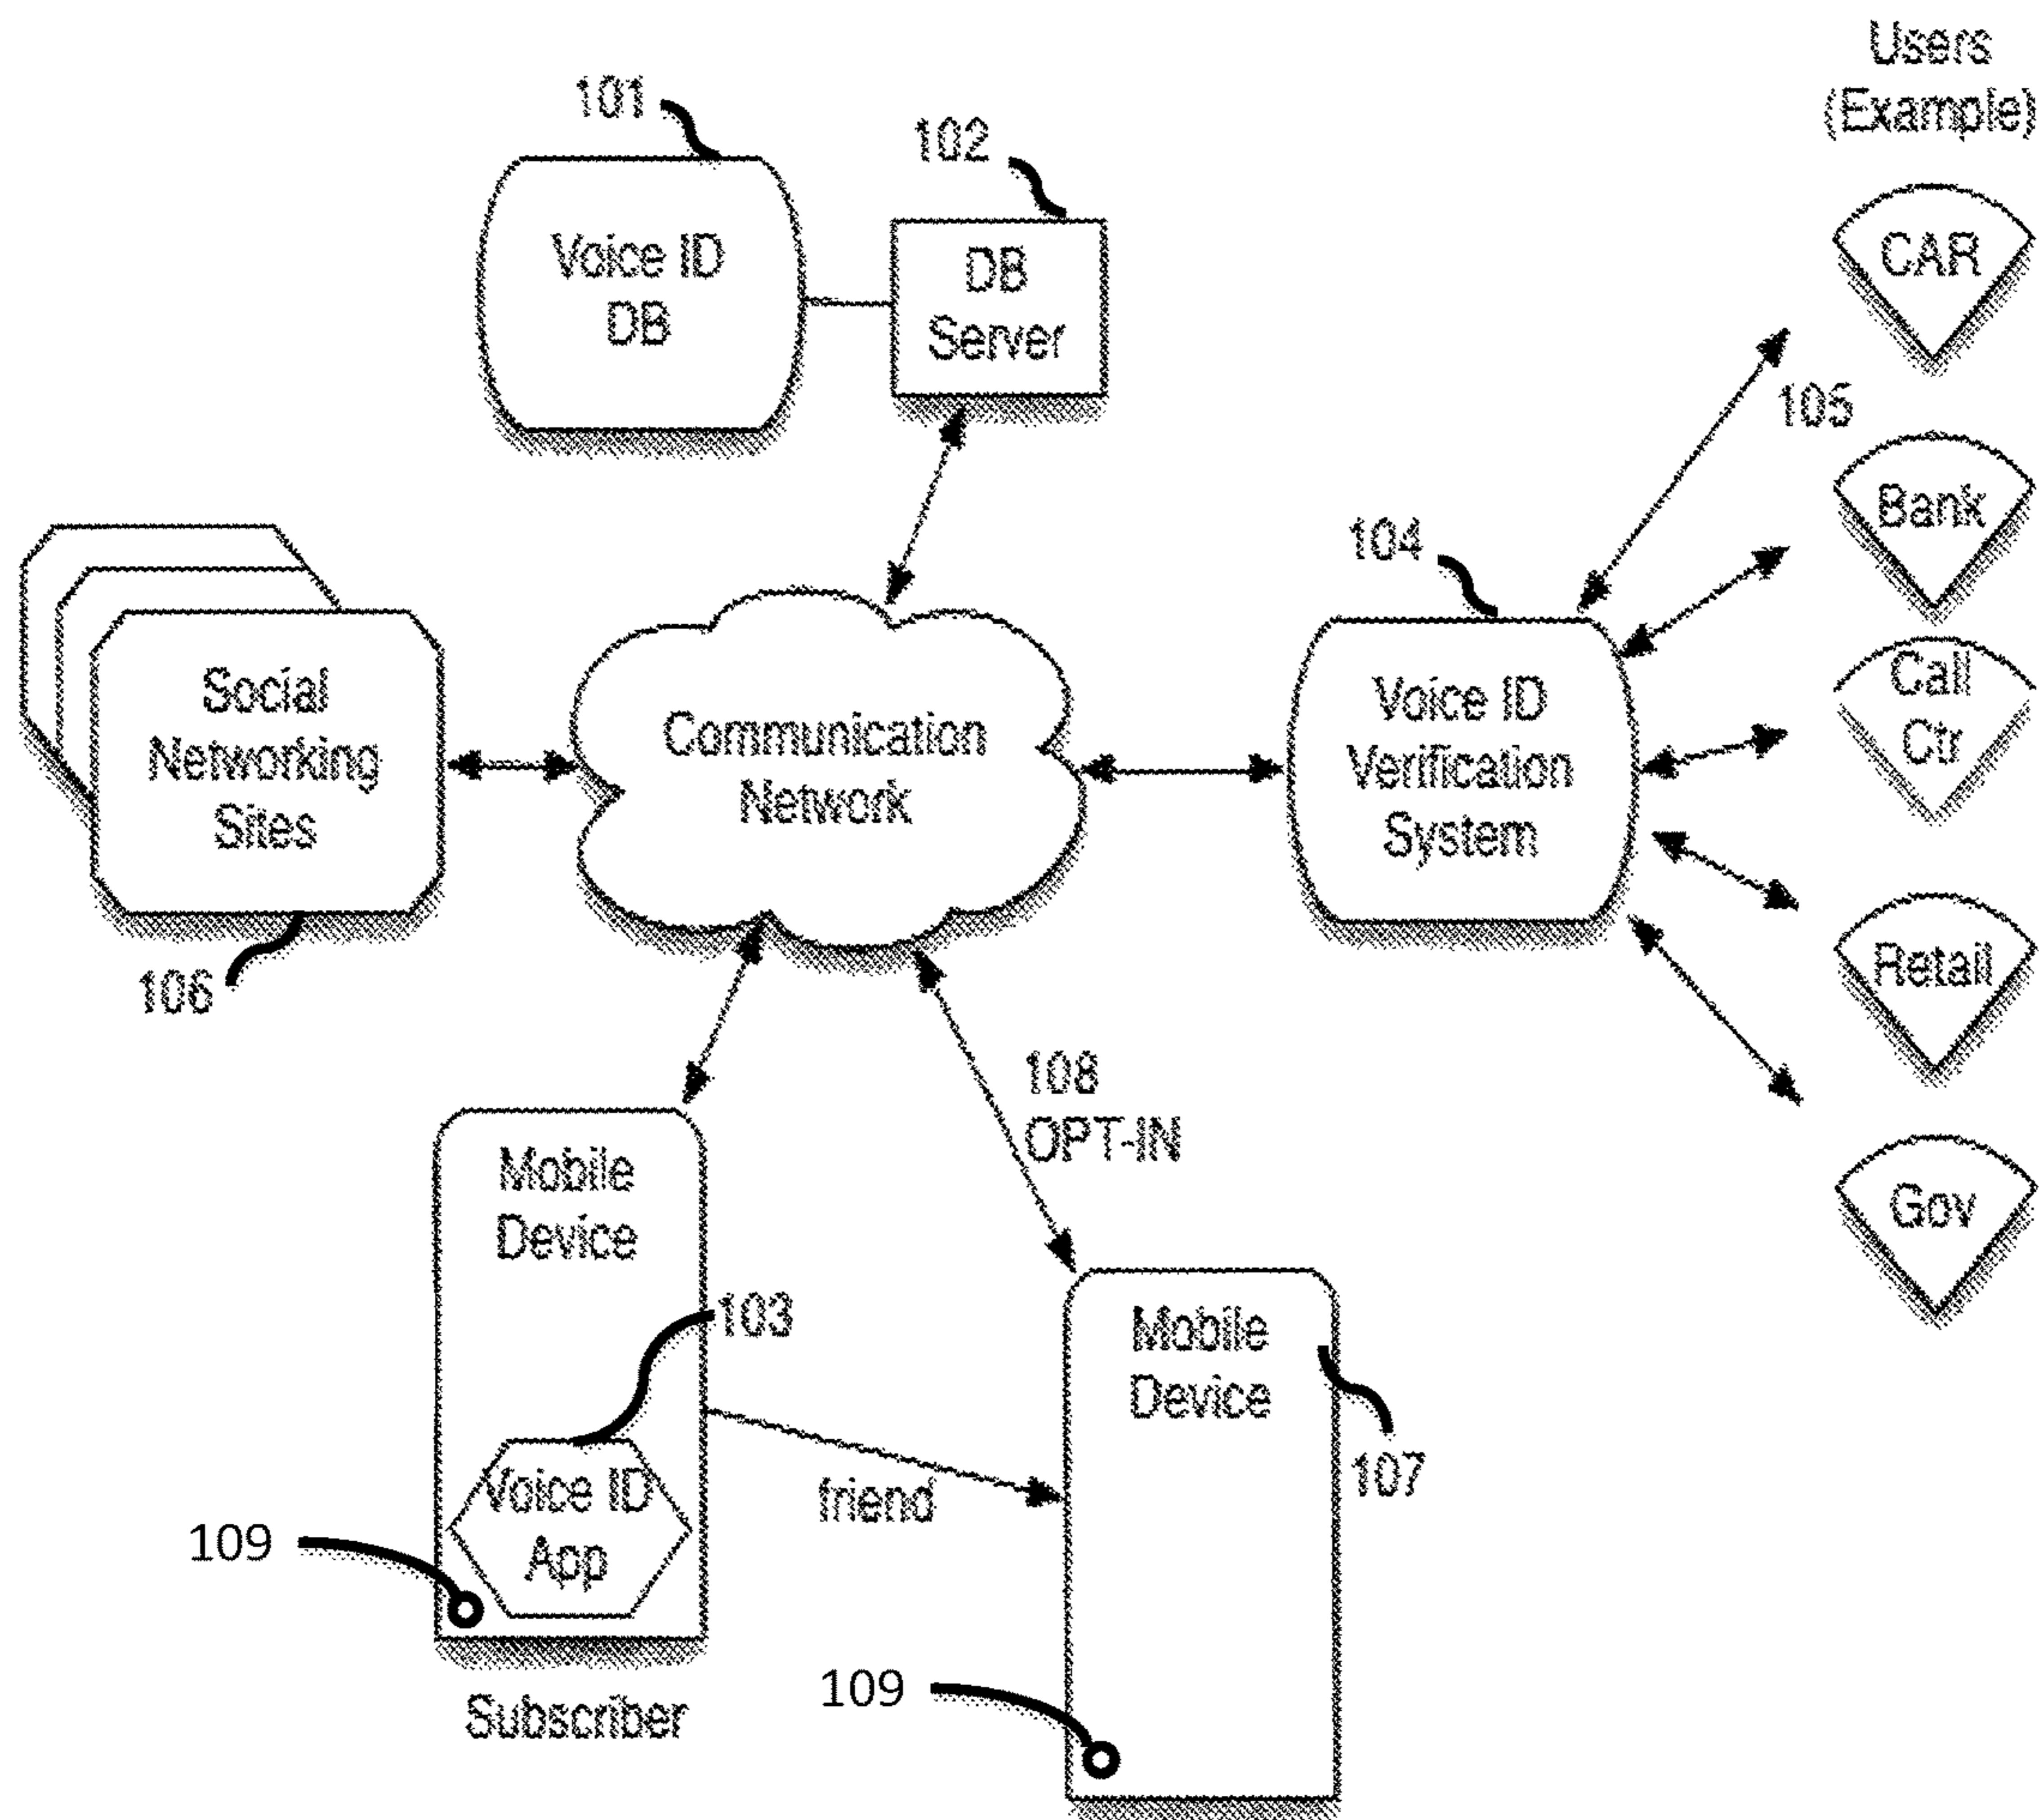 Users
(Example)
101
102
CAR
Voice ID
DB
DB
Server
105
Bank
104
Call
Ctr
Social
Networking
Sites
Communication
Network
Voice ID
Verification
System
Retail
106
108
OPT-IN
Mobile
Device
Gov
103
Mobile
Device
107
Voice ID
App
friend
109
109
Subscriber